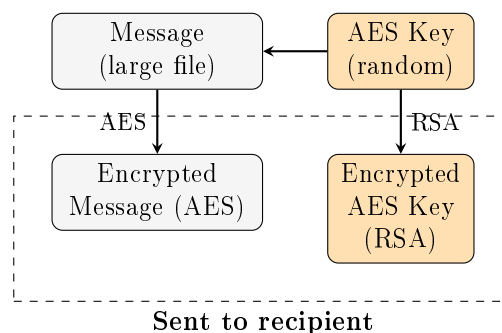 Message
(large file)
AES Key
(random)
AES
RSA
Encrypted
Message (AES)
Encrypted
AES Key
(RSA)
Sent to recipient